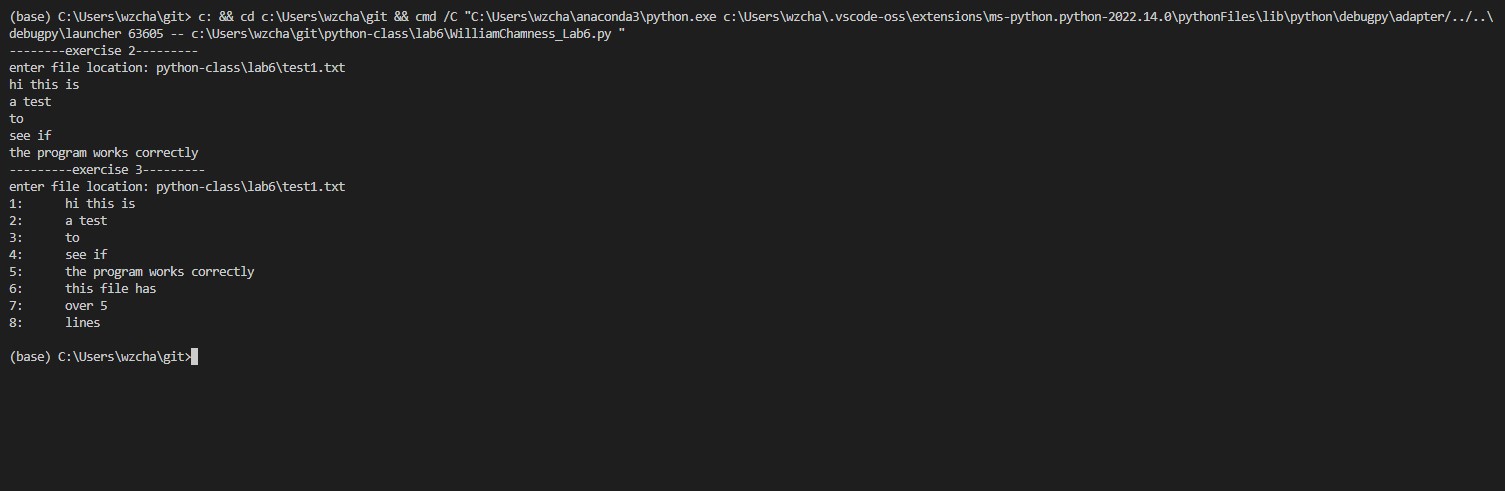 (base) C:\Users\wzcha\git> c: && cd c:\Users\wzcha\git && cmd /C "C:\Users\wzcha\anaconda3\python.exe c:\Users\wzcha\.vscode-oss\extensions\ms-python.python-2022.14.0\pythonFiles\lib\python\debugpy\adapter/../..\
debugpy\launcher 63605 -- c:\Users\wzcha\git\python-class\lab6\WilliamChamness_Lab6.py "
--------exercise 2---------
enter file location: python-class\lab6\test1.txt
hi this is
a test
to
see if
the program works correctly
---------exercise 3---------
enter file location: python-class\lab6\test1.txt
1:      hi this is
2:      a test
3:      to
4:      see if
5:      the program works correctly
6:      this file has
7:      over 5
8:      lines
(base) C:\Users\wzcha\git>